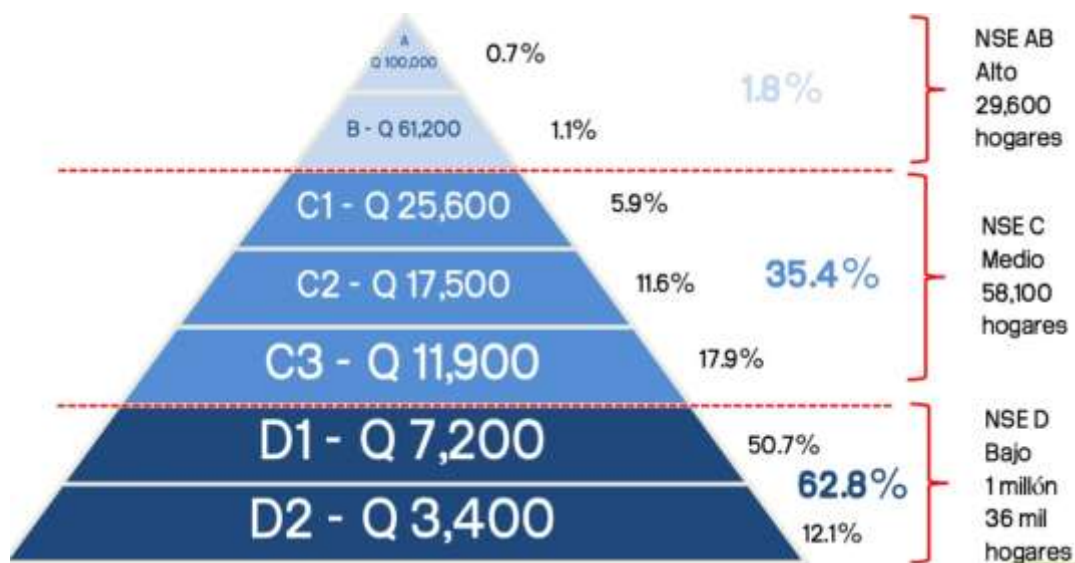 A
Q 100,000
0.7%
B - Q 61,200
1.1%
1.8%
NSE AB
Alto
29,600
hogares
C1 - Q 25,600
5.9%
C2 - Q 17,500
11.6%
C3 - Q 11,900
17.9%
35.4%
NSE C
Medio
58,100
hogares
D1 - Q 7,200
50.7%
D2 - Q 3,400
12.1%
62.8%
NSE D
Bajo
1 millón
36 mil
hogares